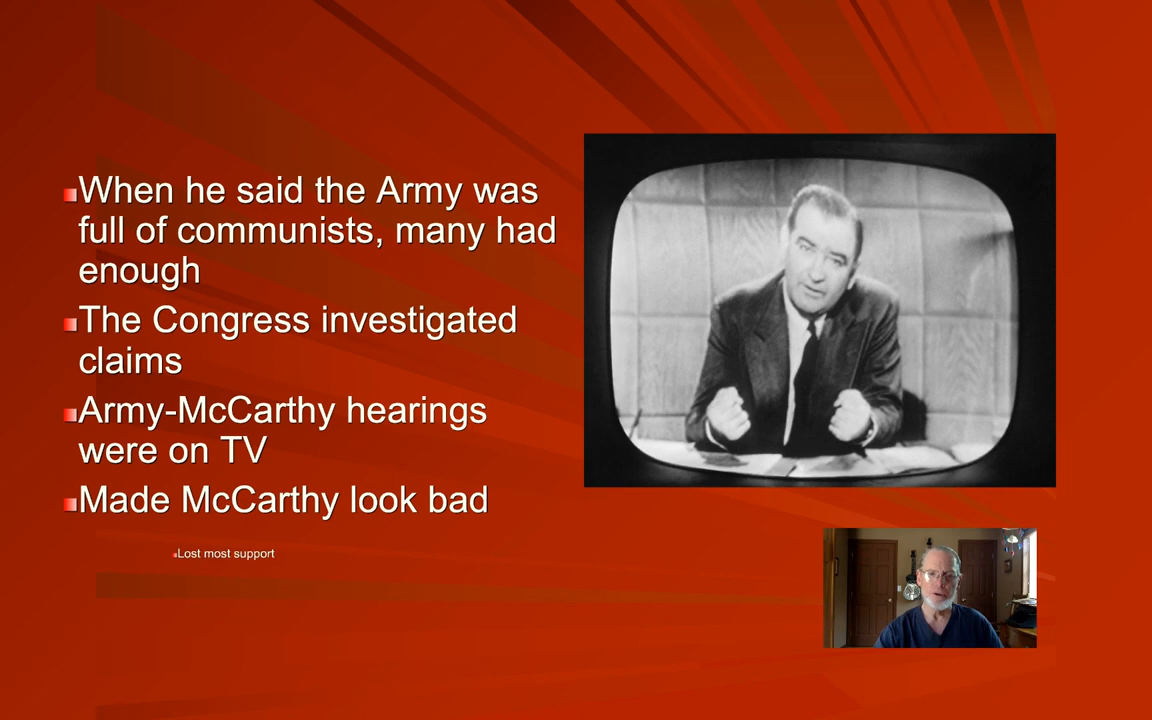 When he said the Army was
full of communists, many had
enough
The Congress investigated
claims
Army-McCarthy hearings
were on TV
Made McCarthy look bad
Lost most support